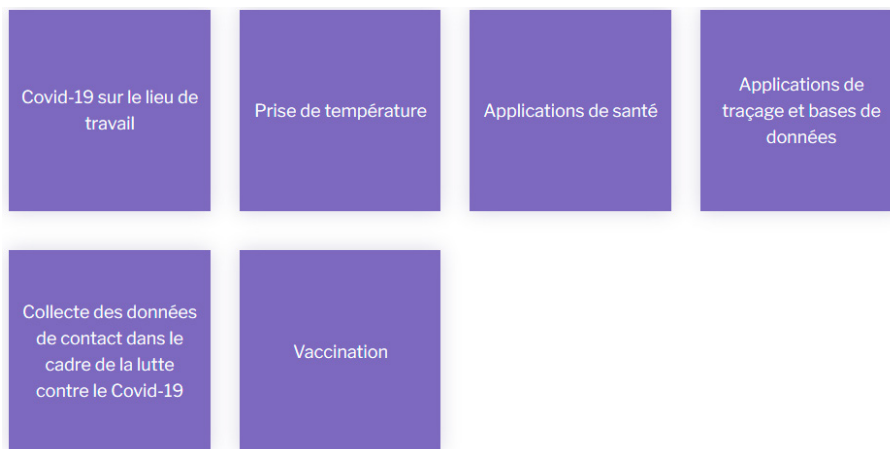 Covid-19 sur le lieu de
travail
Prise de température
Applications de santé
Applications de
traçage et bases de
données
Collecte des données
de contact dans le
cadre de la lutte
contre le Covid-19
Vaccination